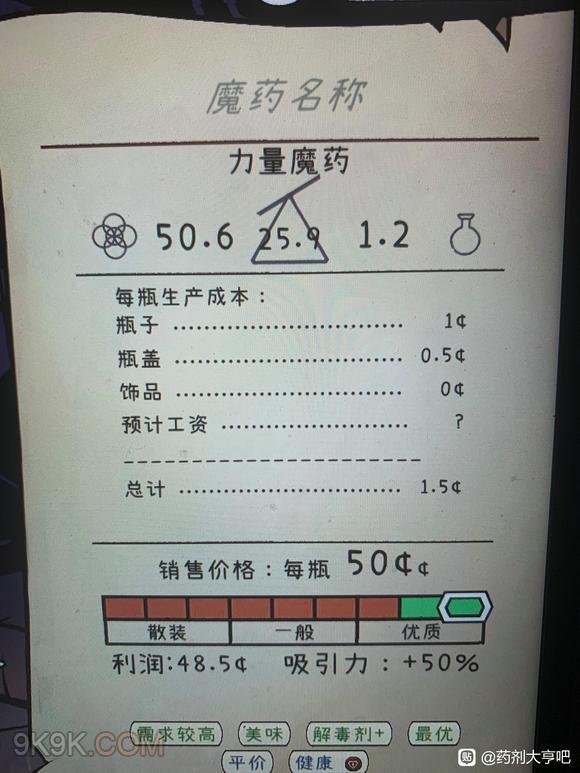 魔药名称
力量魔药
50.6 25.9 1.2
每瓶生产成本：
瓶子 .............................. 1¢
瓶盖 .............................. 0.5¢
饰品 .............................. 0¢
预计工资 ........................ ?
------------------------
总计 .............................. 1.5¢
销售价格：每瓶 50¢¢
散装 一般 优质
利润:48.5¢ 吸引力：+50%
需求较高 美味 解毒剂+ 最优
平价 健康
9K9K.COM
贴 @药剂大亨吧